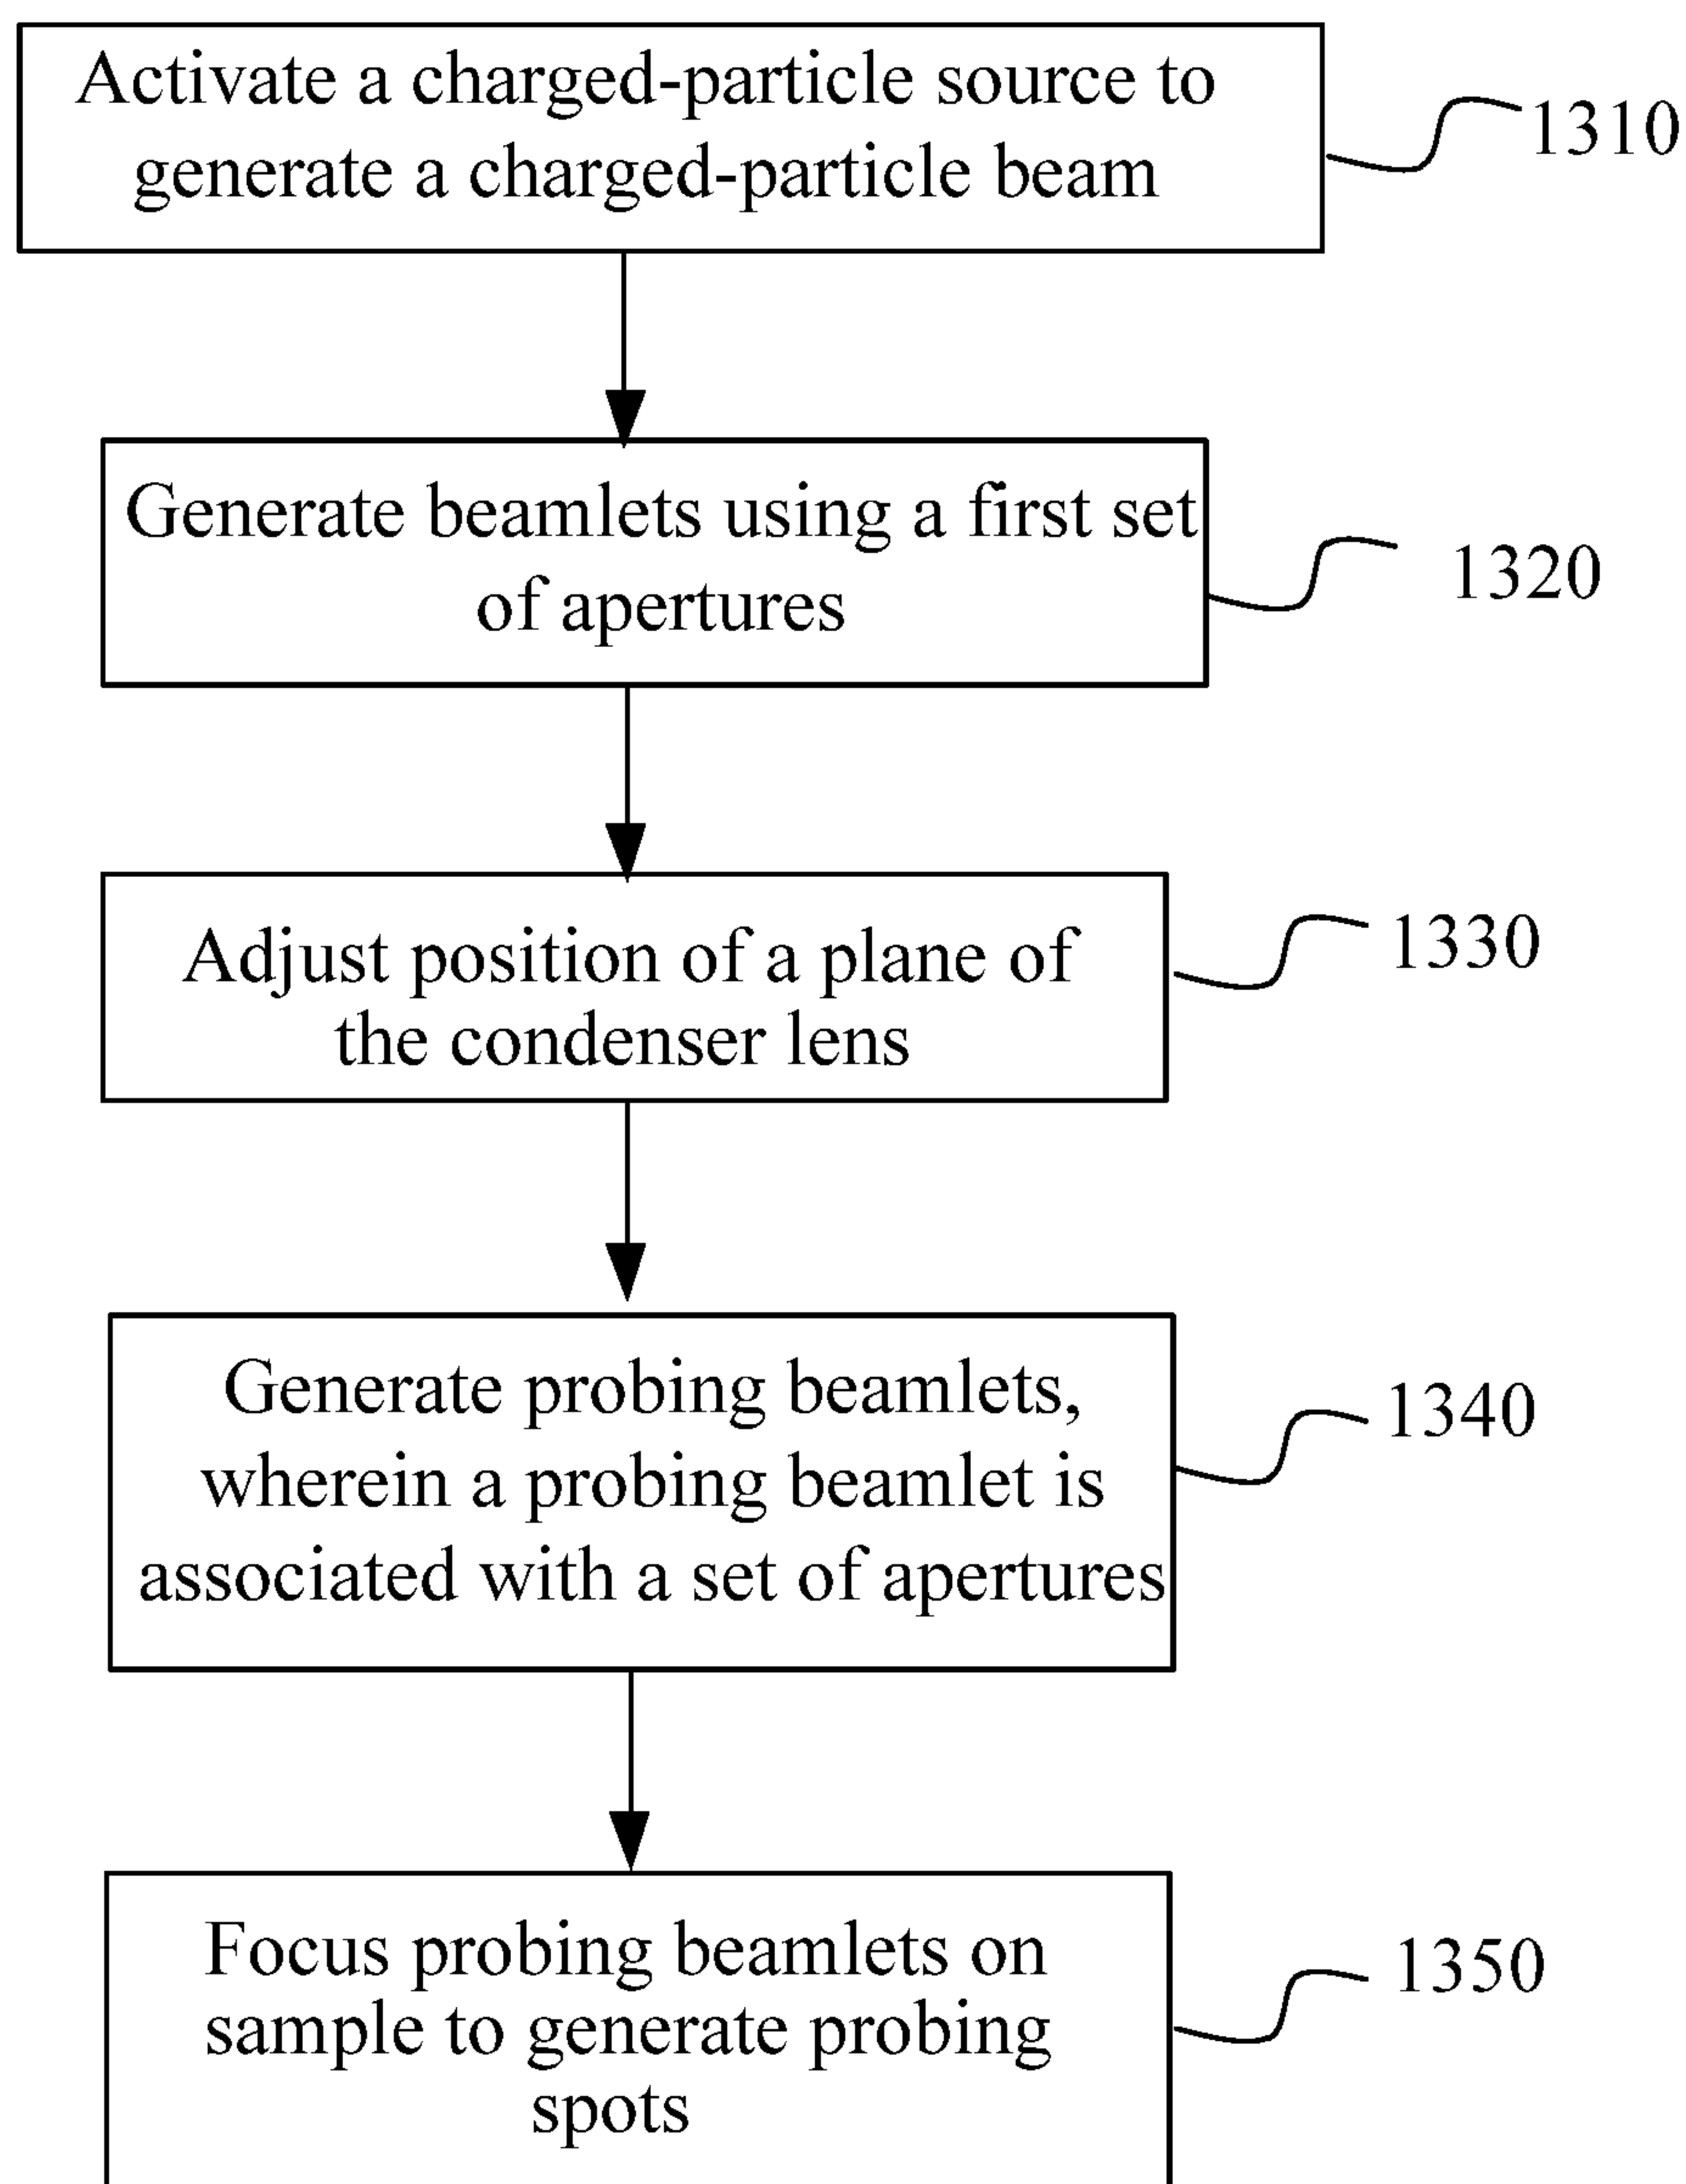 Activate a charged-particle source to
generate a charged-particle beam
1310
Generate beamlets using a first set
of apertures
1320
Adjust position of a plane of
the condenser lens
1330
Generate probing beamlets,
wherein a probing beamlet is
associated with a set of apertures
1340
Focus probing beamlets on
sample to generate probing
spots
1350